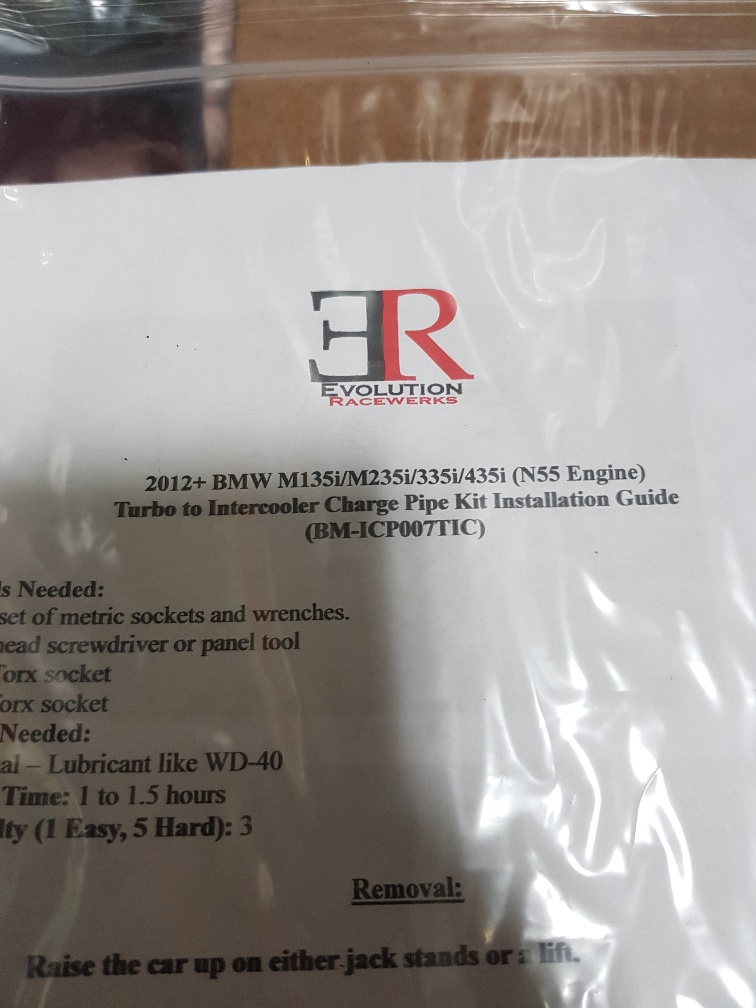 ER
EVOLUTION
RACEWERKS
2012+ BMW M135i/M235i/335i/435i (N55 Engine)
Turbo to Intercooler Charge Pipe Kit Installation Guide
(BM-ICP007TIC)
s Needed:
set of metric sockets and wrenches.
ead screwdriver or panel tool
orx socket
orx socket
Needed:
al – Lubricant like WD-40
Time: 1 to 1.5 hours
lty (1 Easy, 5 Hard): 3
Removal:
Raise the car up on either jack stands or a lift.